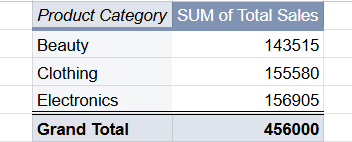 Product Category SUM of Total Sales
Beauty 143515
Clothing 155580
Electronics 156905
Grand Total 456000